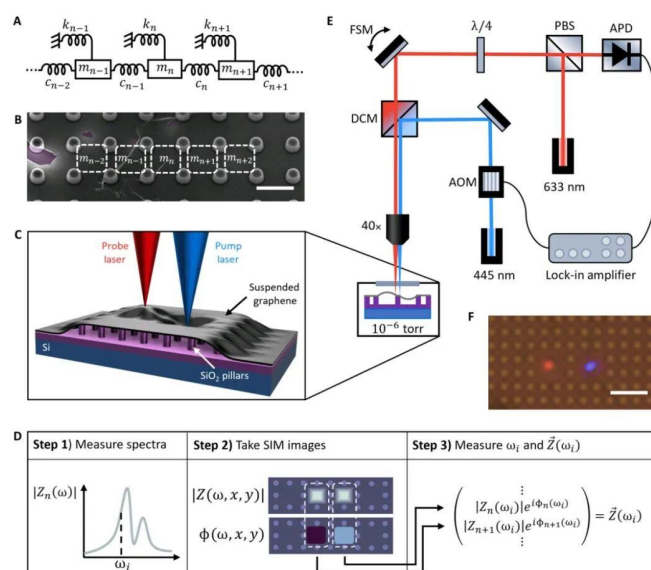 A
k_{n−1}
k_n
k_{n+1}
m_{n−1}
m_n
m_{n+1}
c_{n−2}
c_{n−1}
c_n
c_{n+1}
B
m_{n−2}
m_{n−1}
m_n
m_{n+1}
m_{n+2}
C
Probe
laser
Pump
laser
Suspended
graphene
Si
SiO₂ pillars
E
FSM
λ/4
PBS
APD
DCM
633 nm
AOM
40×
445 nm
Lock-in amplifier
10⁻⁶ torr
F
D
Step 1) Measure spectra
Step 2) Take SIM images
Step 3) Measure ω_i and Z⃗(ω_i)
|Z_n(ω)|
ω_i
|Z(ω, x, y)|
ϕ(ω, x, y)
⋮
|Z_n(ω_i)|e^{iϕ_n(ω_i)}
|Z_{n+1}(ω_i)|e^{iϕ_{n+1}(ω_i)}
⋮
= Z⃗(ω_i)